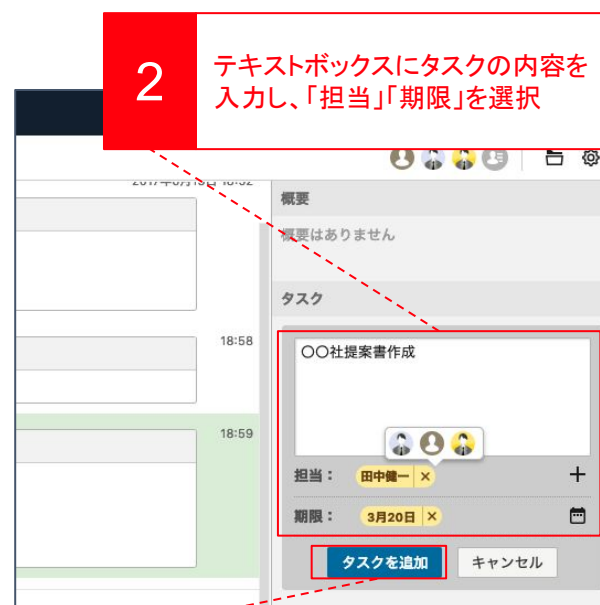 2
テキストボックスにタスクの内容を
入力し、「担当」「期限」を選択
概要
概要はありません
タスク
18:58
〇〇社提案書作成
18:59
担当：
田中健一 ×
期限：
3月20日 ×
タスクを追加
キャンセル